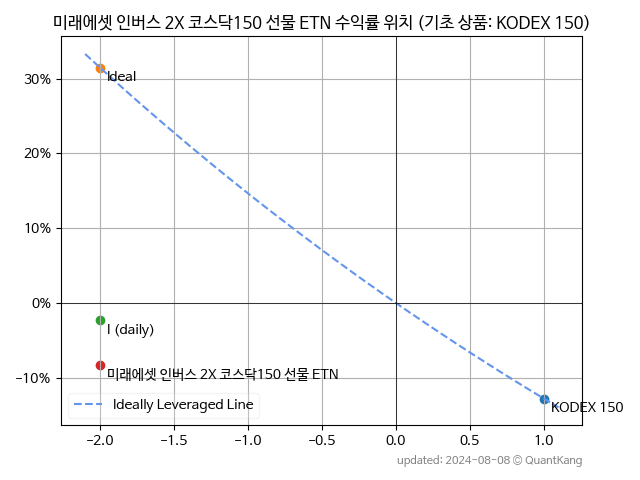 미래에셋 인버스 2X 코스닥150 선물 ETN 수익률 위치 (기초 상품: KODEX 150)
30%
20%
10%
0%
−10%
Ideal
I (daily)
미래에셋 인버스 2X 코스닥150 선물 ETN
KODEX 150
Ideally Leveraged Line
−2.0 −1.5 −1.0 −0.5 0.0 0.5 1.0
updated: 2024-08-08 © QuantKang